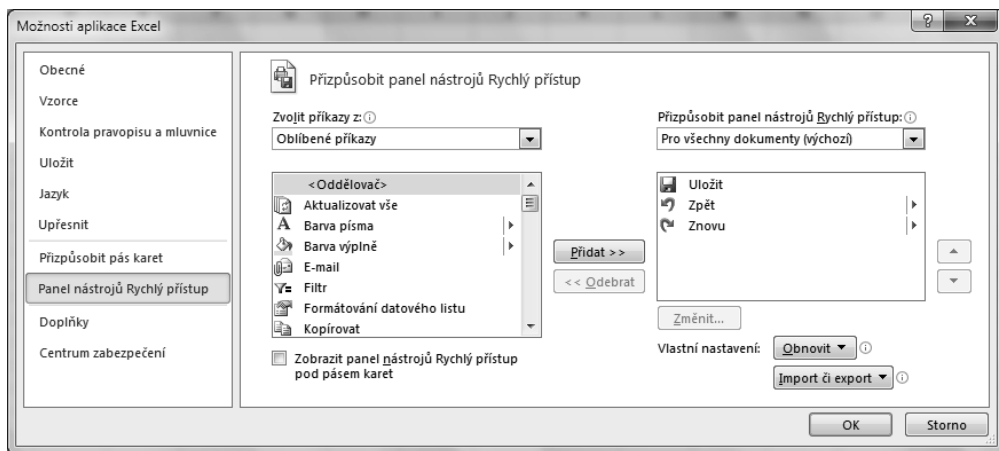 Možnosti aplikace Excel
Obecné
Vzorce
Kontrola pravopisu a mluvnice
Uložit
Jazyk
Upřesnit
Přizpůsobit pás karet
Panel nástrojů Rychlý přístup
Doplňky
Centrum zabezpečení
Přizpůsobit panel nástrojů Rychlý přístup
Zvolit příkazy z:
Oblíbené příkazy
<Oddělovač>
Aktualizovat vše
Barva písma
Barva výplně
E-mail
Filtr
Formátování datového listu
Kopírovat
Zobrazit panel nástrojů Rychlý přístup
pod pásem karet
Přidat >>
<< Odebrat
Přizpůsobit panel nástrojů Rychlý přístup:
Pro všechny dokumenty (výchozí)
Uložit
Zpět
Znovu
Změnit...
Vlastní nastavení:
Obnovit
Import či export
OK
Storno